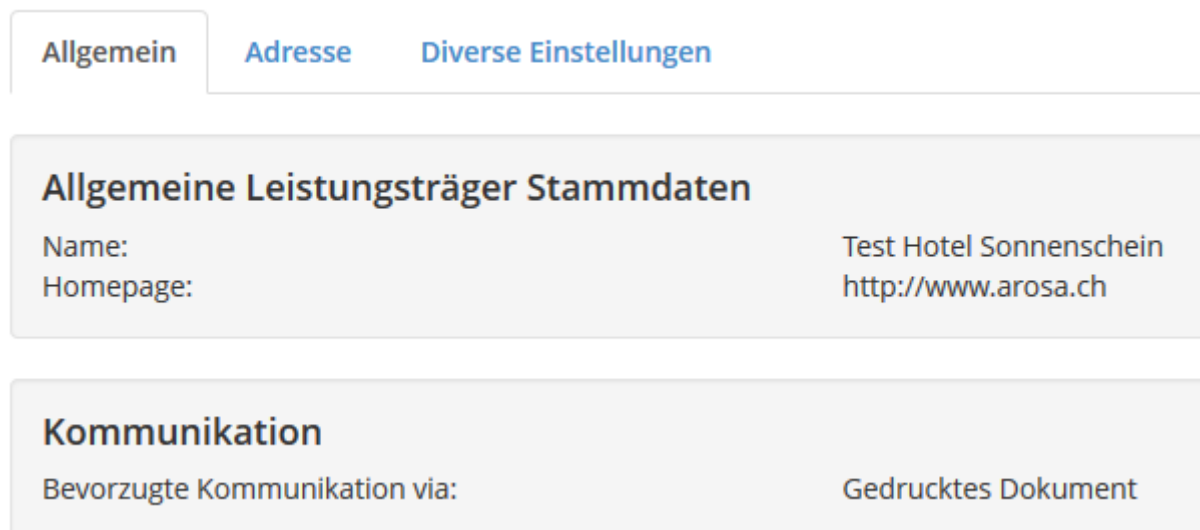 Allgemein Adresse Diverse Einstellungen
Allgemeine Leistungsträger Stammdaten
Name: Test Hotel Sonnenschein
Homepage: http://www.arosa.ch
Kommunikation
Bevorzugte Kommunikation via: Gedrucktes Dokument